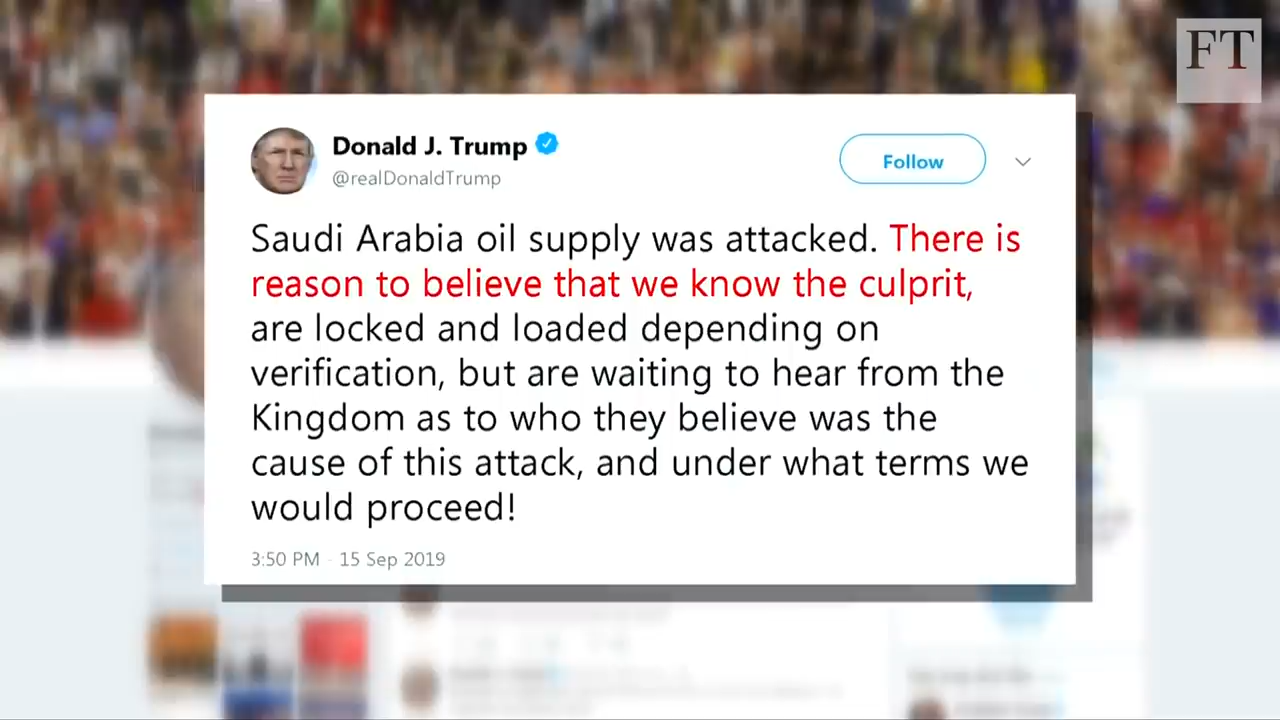 FT
Donald J. Trump
@realDonaldTrump
Follow
Saudi Arabia oil supply was attacked. There is
reason to believe that we know the culprit,
are locked and loaded depending on
verification, but are waiting to hear from the
Kingdom as to who they believe was the
cause of this attack, and under what terms we
would proceed!
3:50 PM · 15 Sep 2019